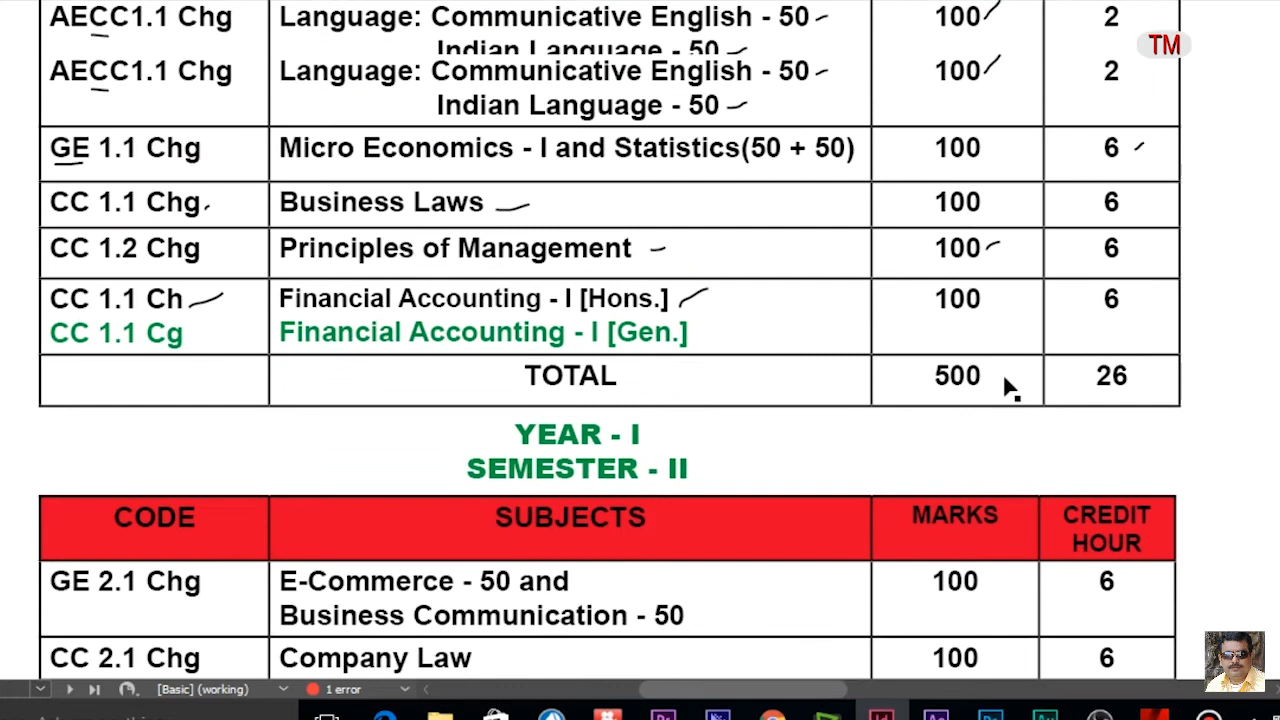 AECC1.1 Chg Language: Communicative English - 50 100 2
Indian Language - 50
TM
AECC1.1 Chg Language: Communicative English - 50 100 2
Indian Language - 50
GE 1.1 Chg Micro Economics - I and Statistics(50 + 50) 100 6
CC 1.1 Chg Business Laws 100 6
CC 1.2 Chg Principles of Management 100 6
CC 1.1 Ch Financial Accounting - I [Hons.] 100 6
CC 1.1 Cg Financial Accounting - I [Gen.]
TOTAL 500 26
YEAR - I
SEMESTER - II
CODE SUBJECTS MARKS CREDIT
HOUR
GE 2.1 Chg E-Commerce - 50 and 100 6
Business Communication - 50
CC 2.1 Chg Company Law 100 6
[Basic] (working) 1 error